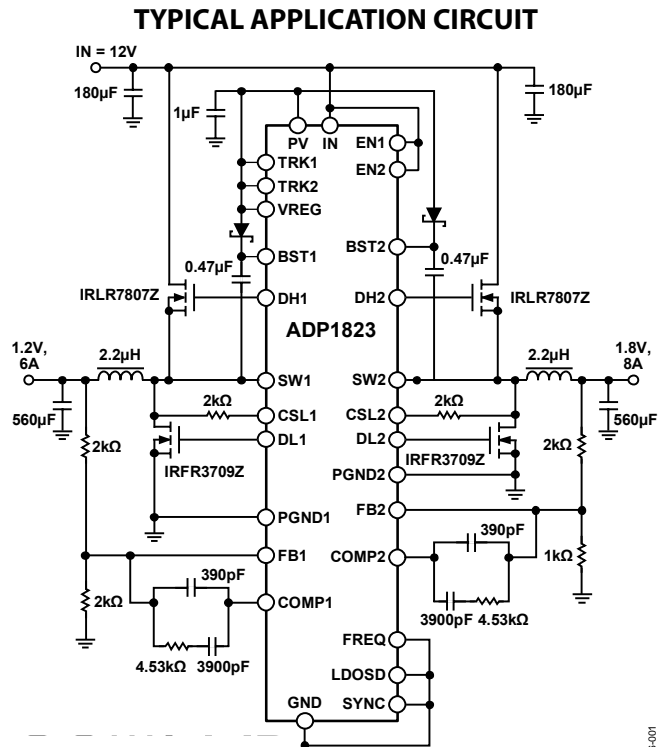 TYPICAL APPLICATION CIRCUIT
IN = 12V
180µF
180µF
1µF
PV IN
EN1
EN2
TRK1
TRK2
VREG
BST1
BST2
0.47µF
0.47µF
IRLR7807Z
DH1
DH2
IRLR7807Z
ADP1823
1.2V,
6A
2.2µH
SW1
SW2
2.2µH
1.8V,
8A
560µF
2kΩ
CSL1
CSL2
2kΩ
560µF
2kΩ
DL1
DL2
2kΩ
IRFR3709Z
IRFR3709Z
PGND2
PGND1
FB2
FB1
390pF
COMP2
1kΩ
390pF
2kΩ
COMP1
3900pF 4.53kΩ
4.53kΩ 3900pF
FREQ
LDOSD
GND
SYNC